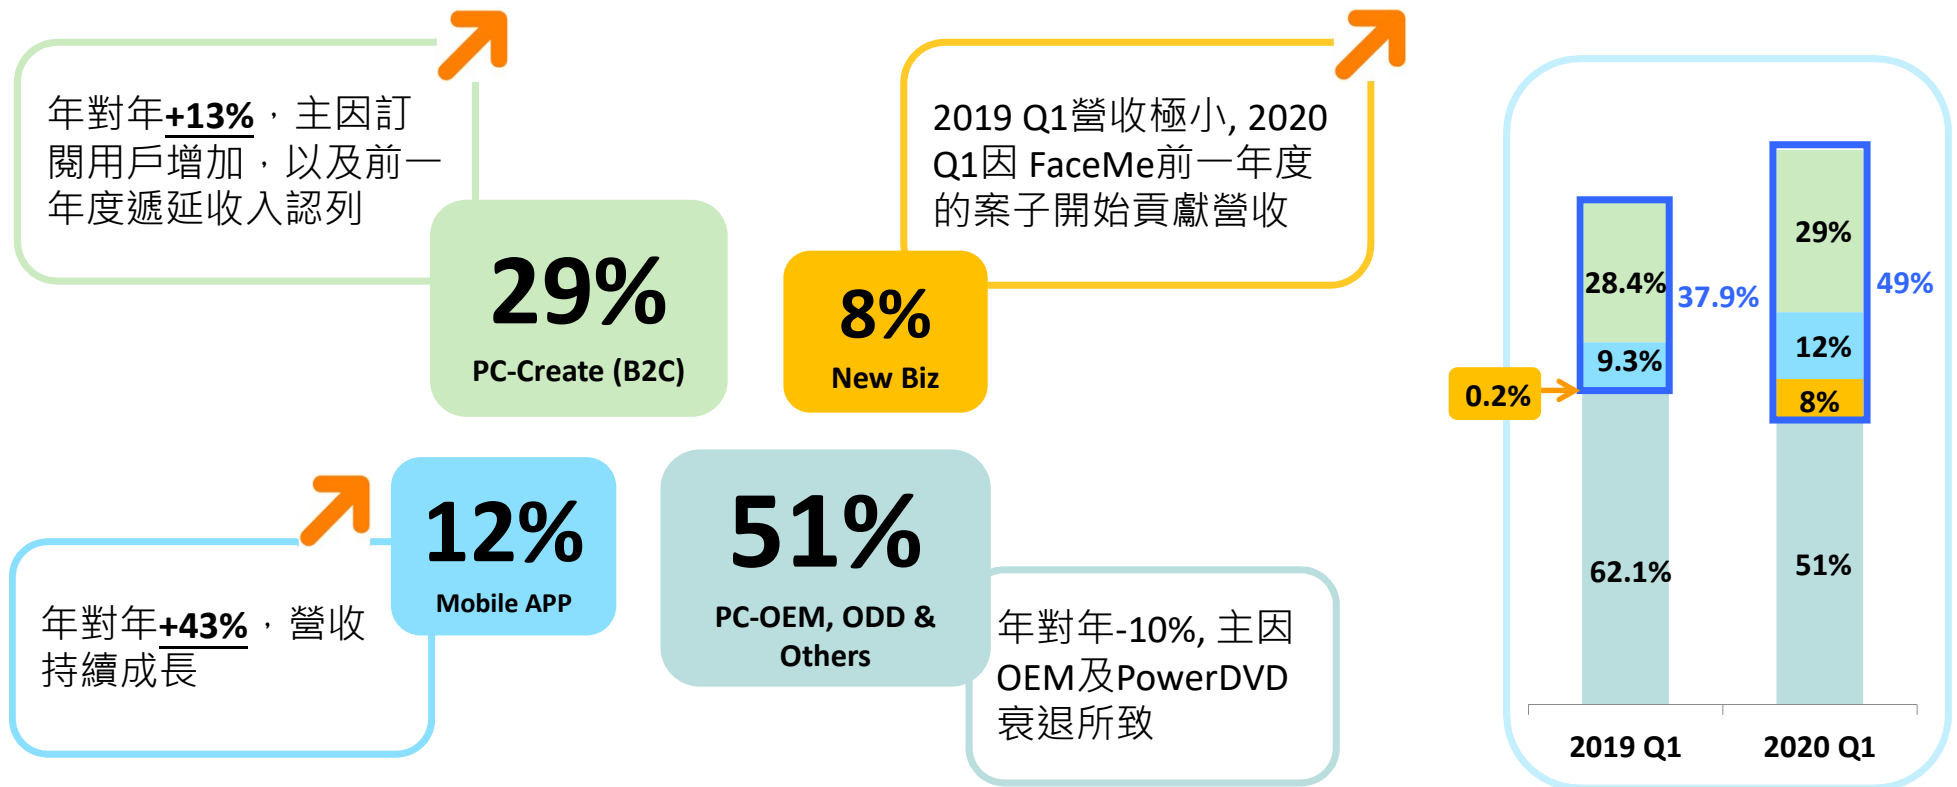 年對年+13%，主因訂
閱用戶增加，以及前一
年度遞延收入認列
29%
PC-Create (B2C)
2019 Q1營收極小, 2020
Q1因 FaceMe前一年度
的案子開始貢獻營收
8%
New Biz
年對年+43%，營收
持續成長
12%
Mobile APP
51%
PC-OEM, ODD &
Others
年對年-10%, 主因
OEM及PowerDVD
衰退所致
28.4%
37.9%
9.3%
0.2%
62.1%
2019 Q1
29%
49%
12%
8%
51%
2020 Q1